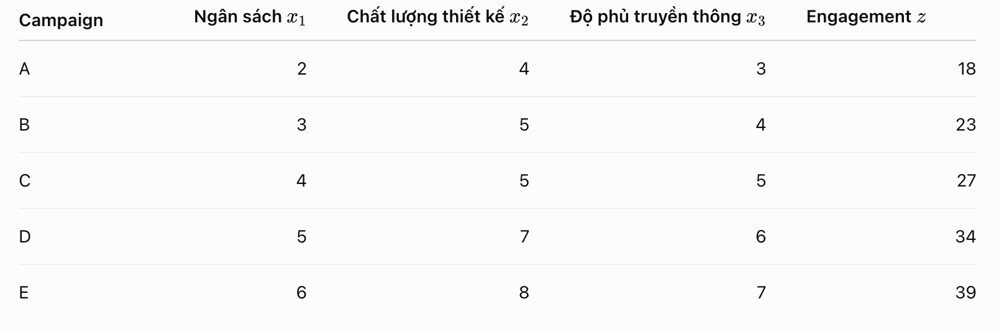 Campaign Ngân sách x₁ Chất lượng thiết kế x₂ Độ phủ truyền thông x₃ Engagement z
A 2 4 3 18
B 3 5 4 23
C 4 5 5 27
D 5 7 6 34
E 6 8 7 39